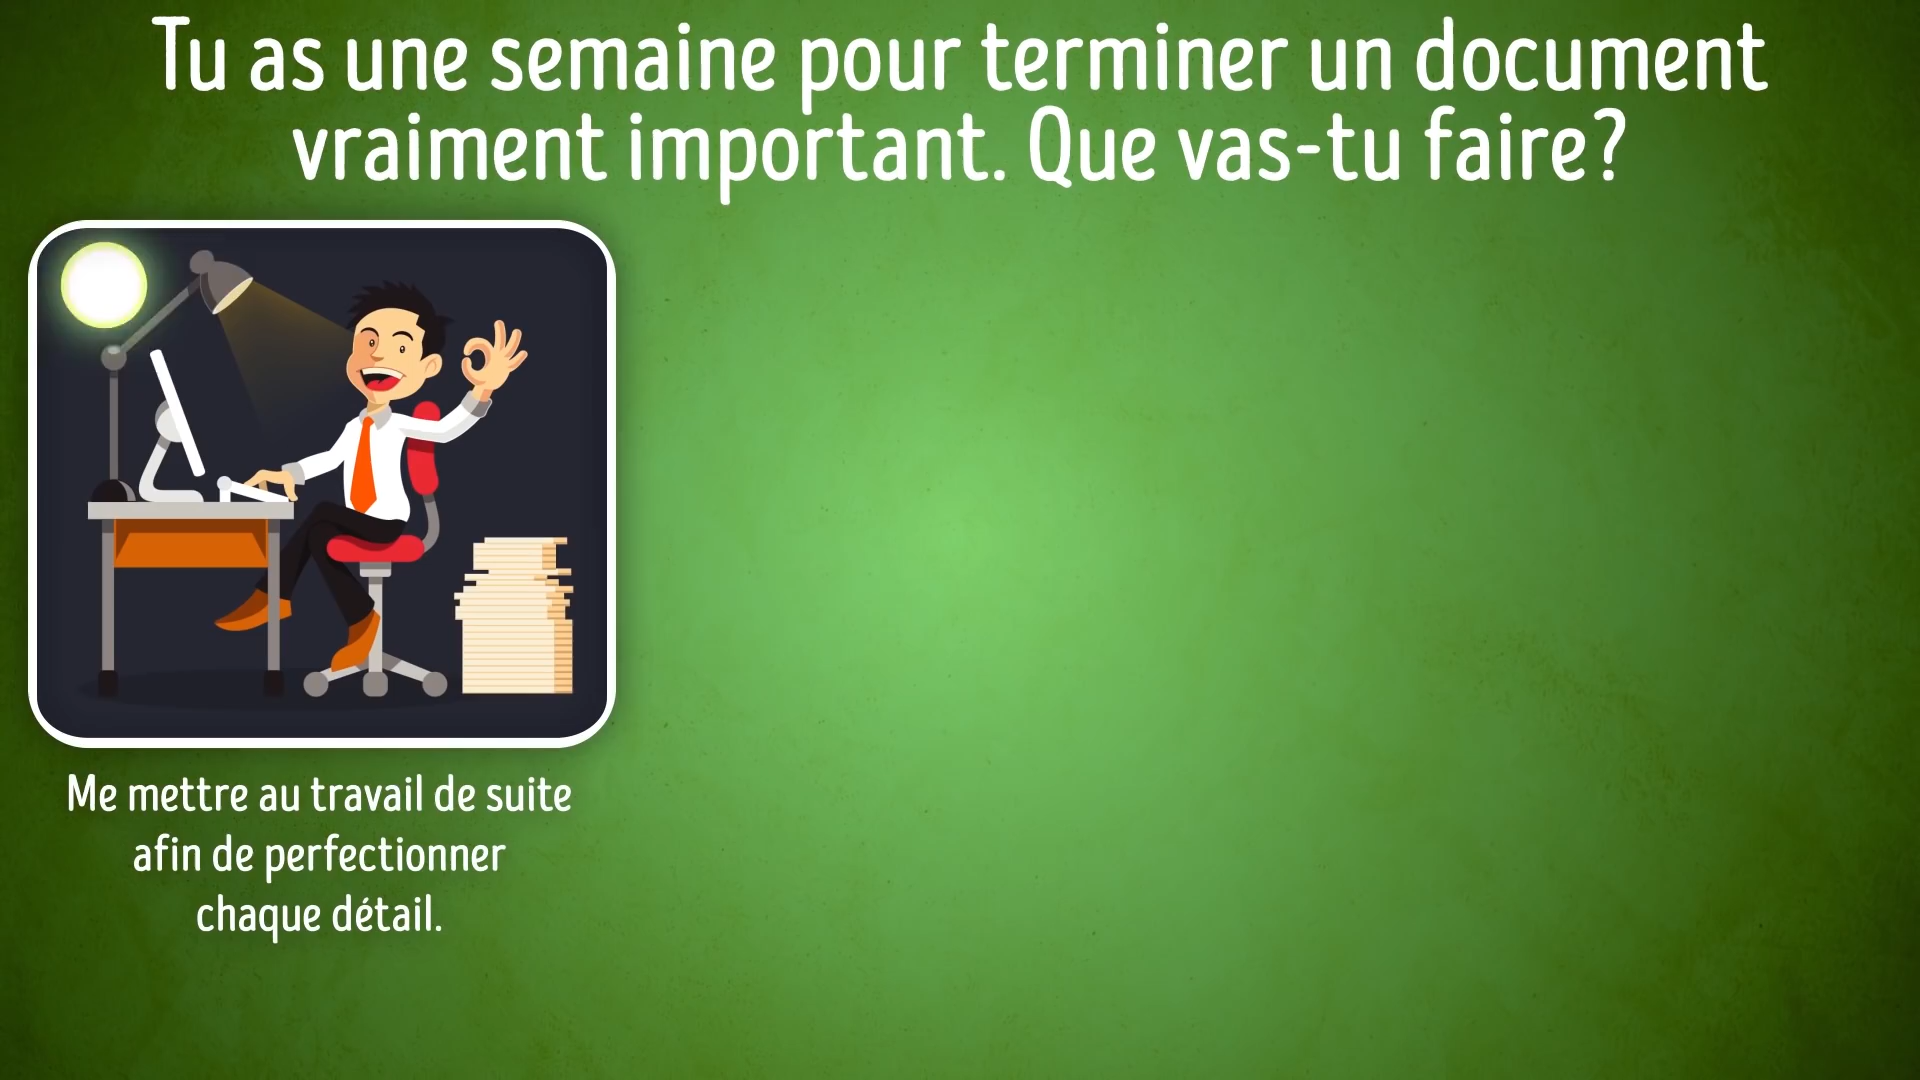 Tu as une semaine pour terminer un document
vraiment important. Que vas-tu faire?
Me mettre au travail de suite
afin de perfectionner
chaque détail.